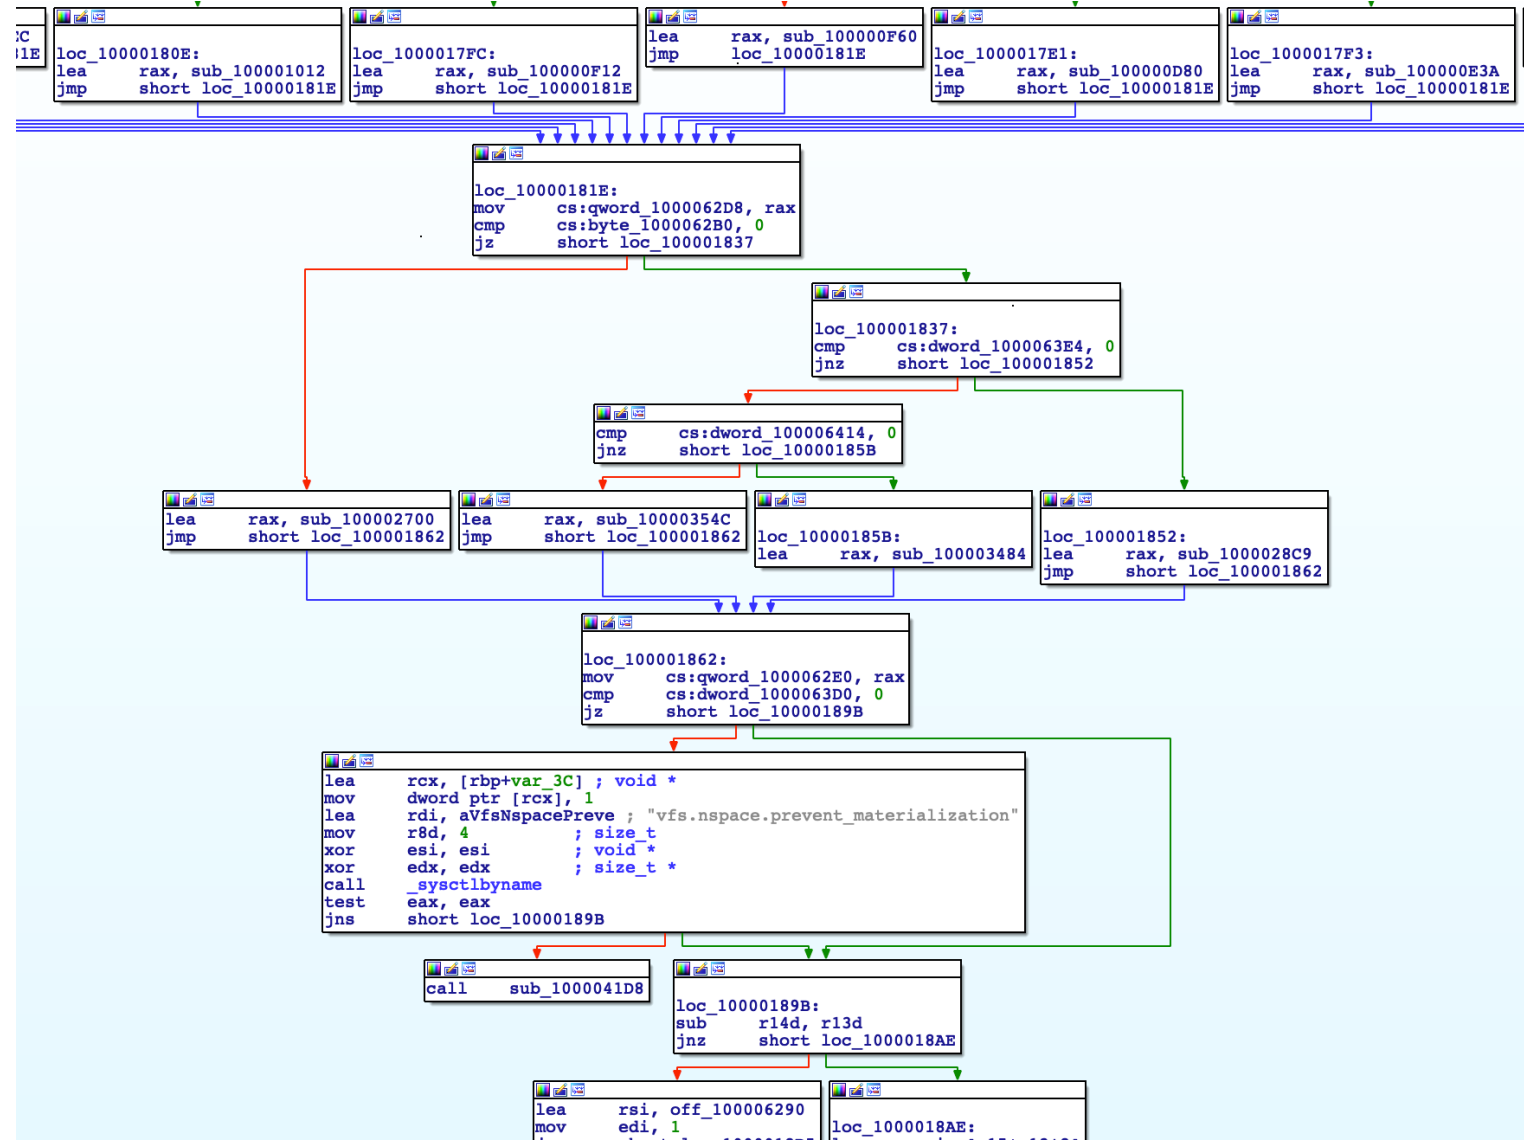 EC
81E
loc_10000180E:
lea rax, sub_100001012
jmp short loc_10000181E
loc_1000017FC:
lea rax, sub_100000F12
jmp short loc_10000181E
lea rax, sub_100000F60
jmp loc_10000181E
loc_1000017E1:
lea rax, sub_100000D80
jmp short loc_10000181E
loc_1000017F3:
lea rax, sub_100000E3A
jmp short loc_10000181E
loc_10000181E:
mov cs:qword_1000062D8, rax
cmp cs:byte_1000062B0, 0
jz short loc_100001837
loc_100001837:
cmp cs:dword_1000063E4, 0
jnz short loc_100001852
cmp cs:dword_100006414, 0
jnz short loc_10000185B
lea rax, sub_100002700
jmp short loc_100001862
lea rax, sub_10000354C
jmp short loc_100001862
loc_10000185B:
lea rax, sub_100003484
loc_100001852:
lea rax, sub_1000028C9
jmp short loc_100001862
loc_100001862:
mov cs:qword_1000062E0, rax
cmp cs:dword_1000063D0, 0
jz short loc_10000189B
lea rcx, [rbp+var_3C] ; void *
mov dword ptr [rcx], 1
lea rdi, aVfsNspacePreve ; "vfs.nspace.prevent_materialization"
mov r8d, 4 ; size_t
xor esi, esi ; void *
xor edx, edx ; size_t *
call _sysctlbyname
test eax, eax
jns short loc_10000189B
call sub_1000041D8
loc_10000189B:
sub r14d, r13d
jnz short loc_1000018AE
lea rsi, off_100006290
mov edi, 1
loc_1000018AE: